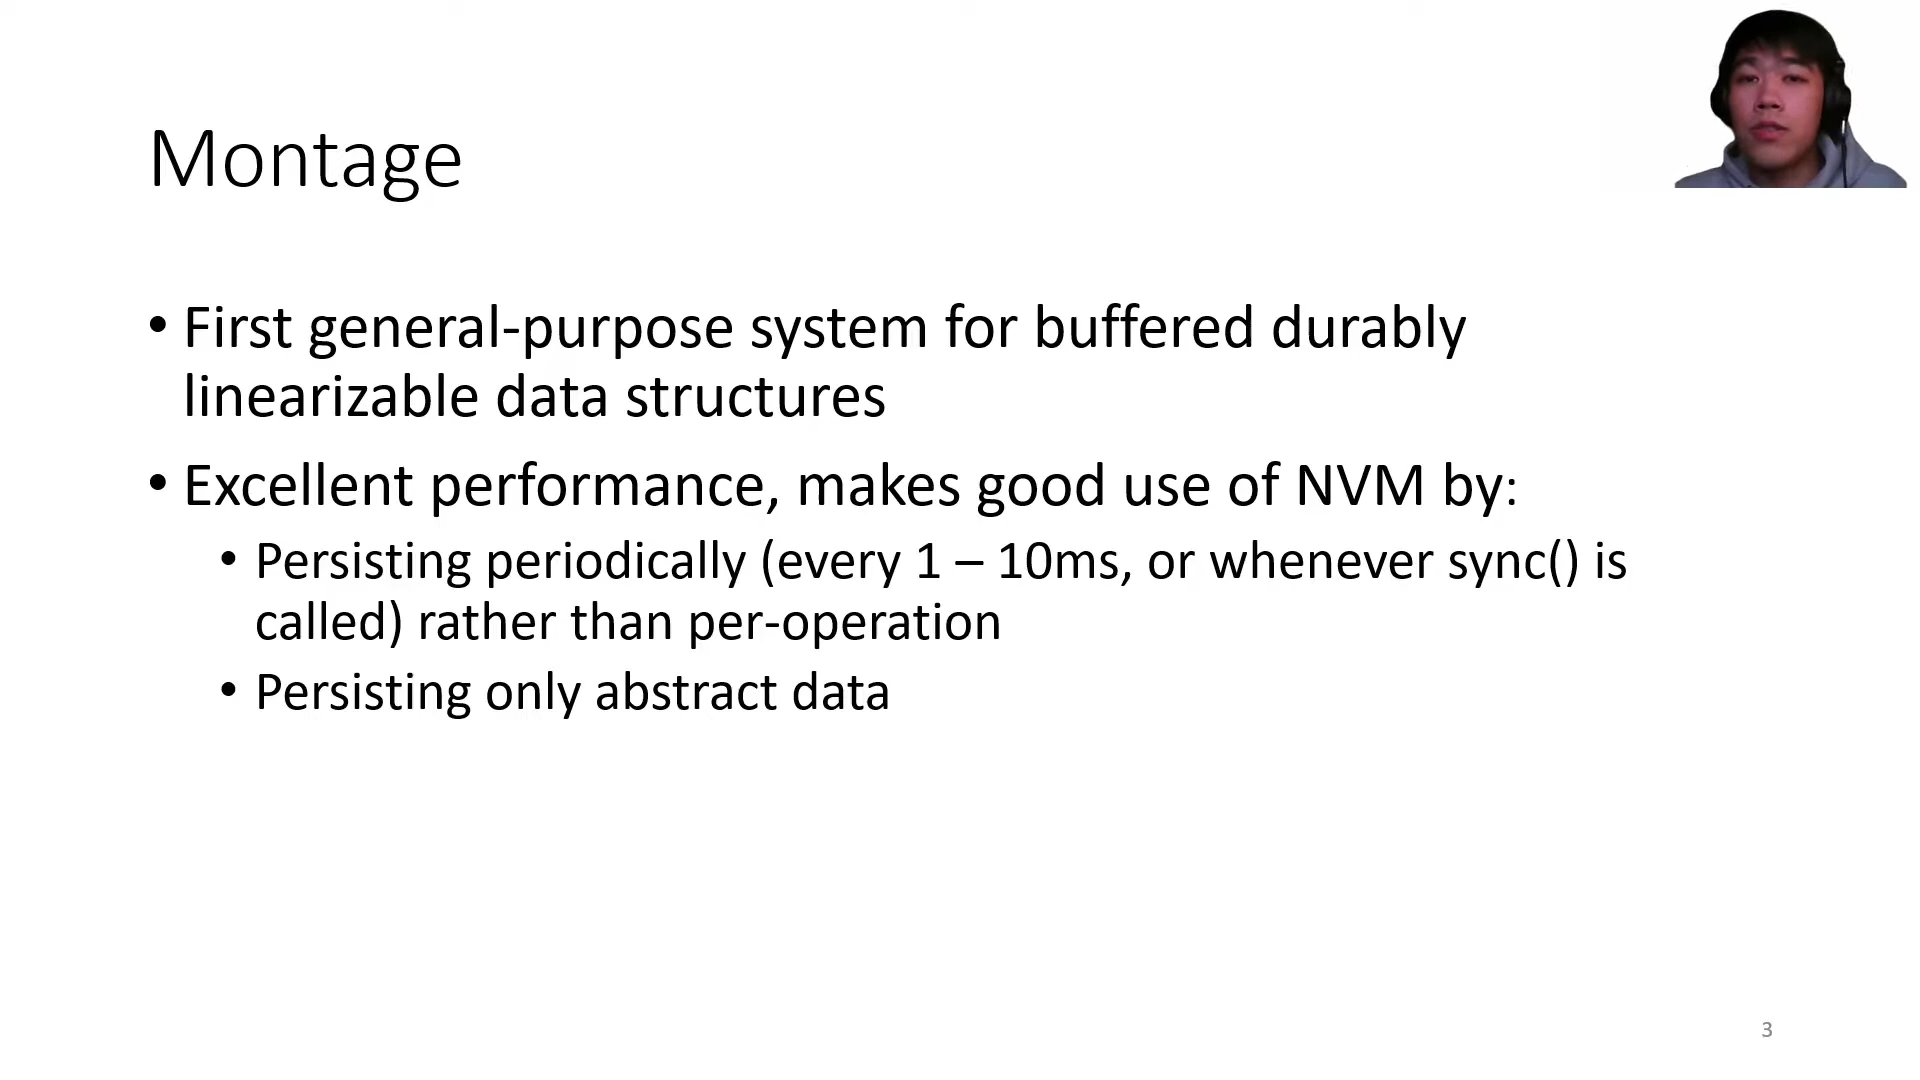 Montage
• First general-purpose system for buffered durably
linearizable data structures
• Excellent performance, makes good use of NVM by:
• Persisting periodically (every 1 – 10ms, or whenever sync() is
called) rather than per-operation
• Persisting only abstract data
3